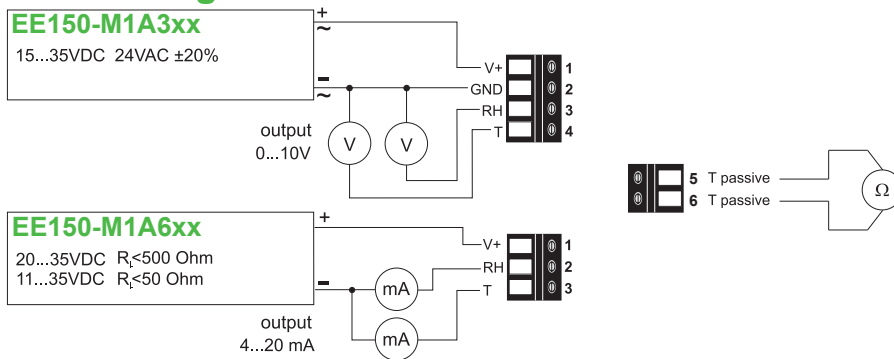 EE150-M1A3xx
15...35VDC 24VAC ±20%
+
~
-
~
V+
GND
RH
T
1
2
3
4
output
0...10V
V
V
5 T passive
6 T passive
Ω
EE150-M1A6xx
20...35VDC RL<500 Ohm
11...35VDC RL<50 Ohm
+
-
V+
RH
T
1
2
3
mA
mA
output
4...20 mA